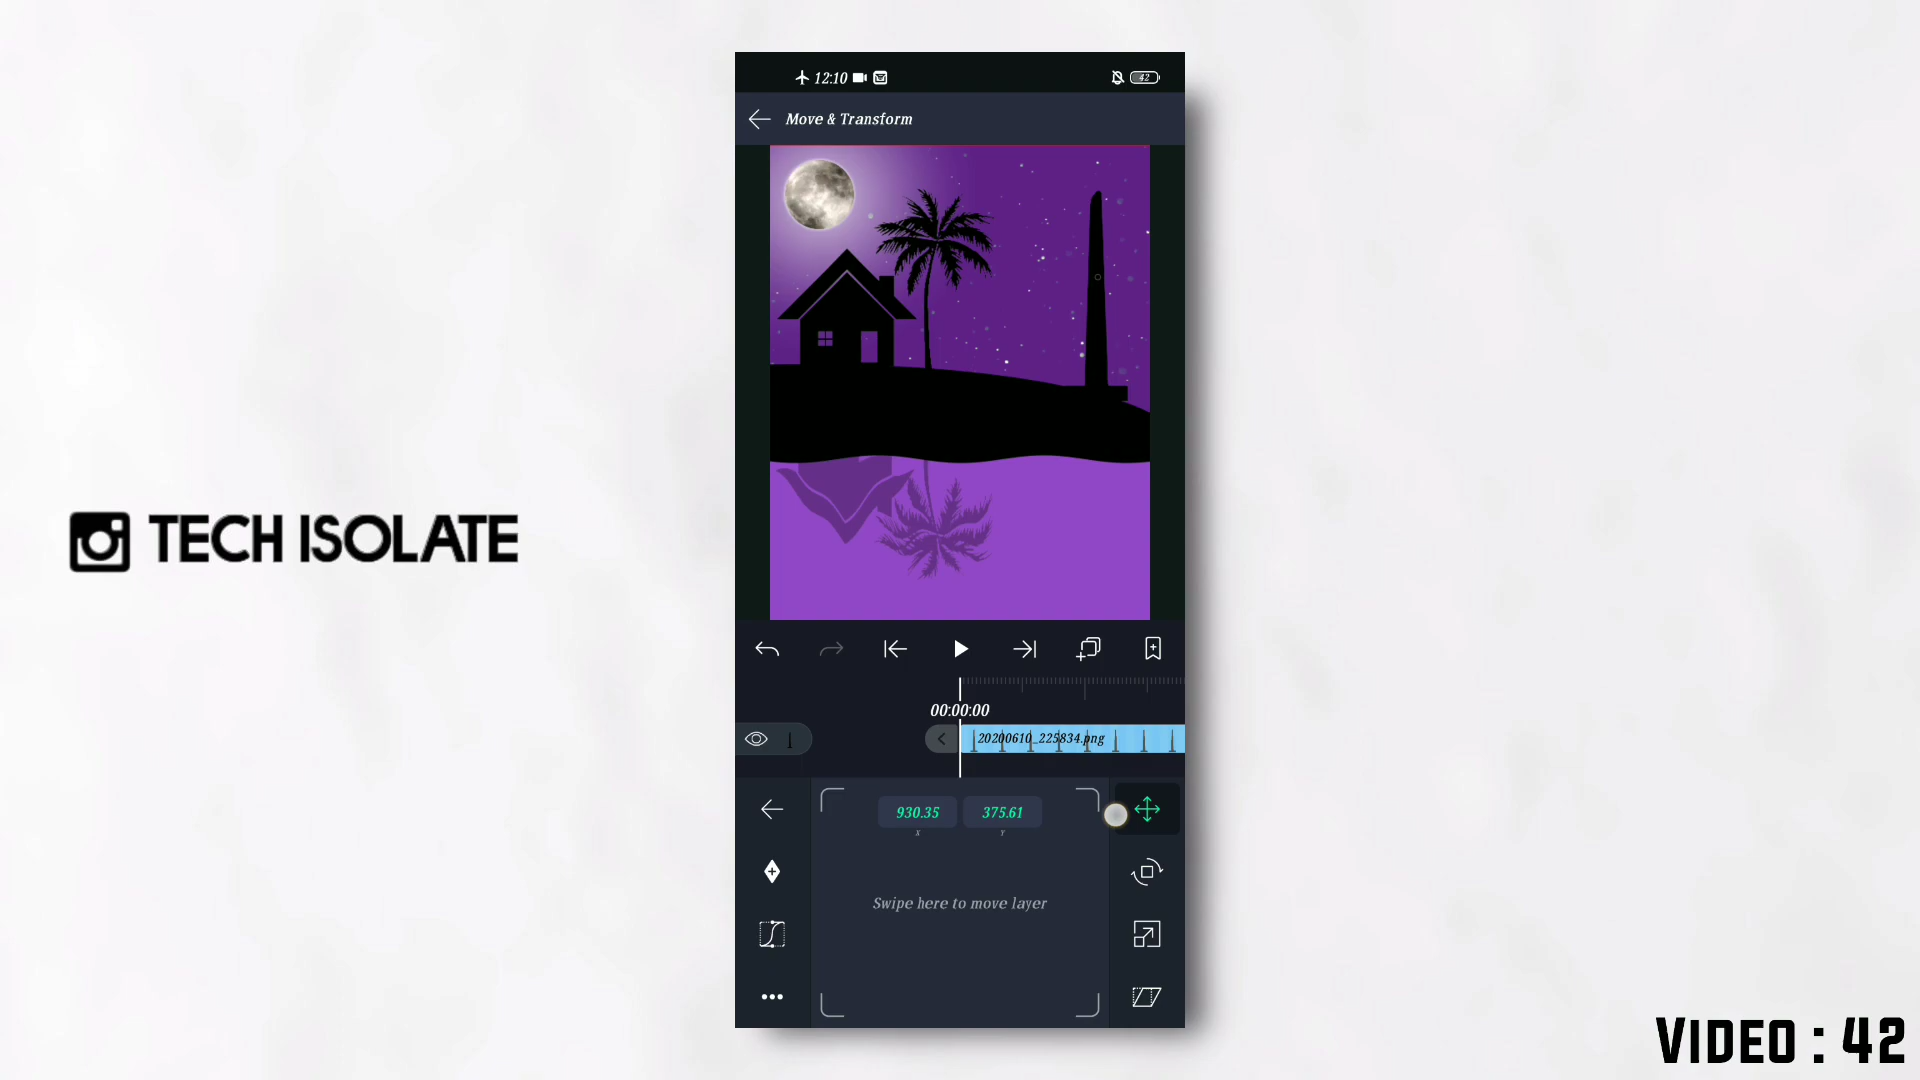 12:10
42
Move & Transform
TECH ISOLATE
00:00:00
20200610_225834.png
930.35
375.61
X
Y
Swipe here to move layer
VIDEO : 42